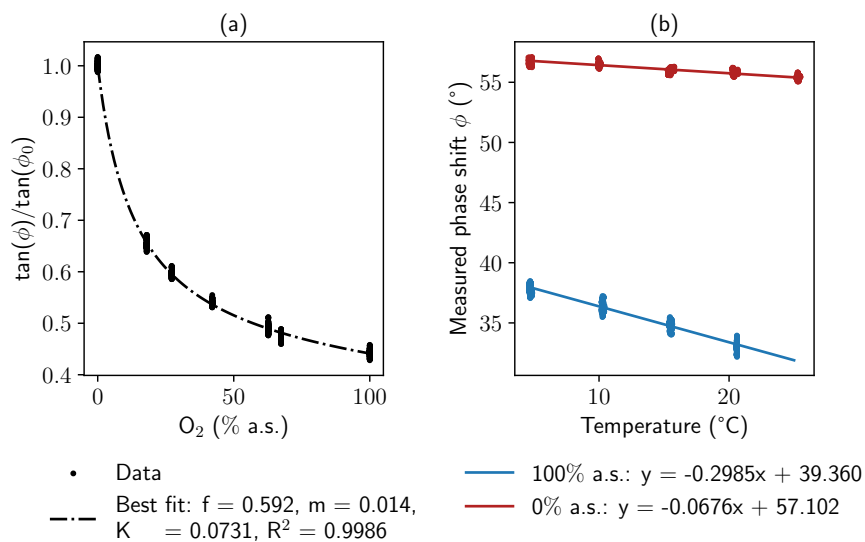 (a)
1.0
0.9
0.8
0.7
0.6
0.5
0.4
tan(ϕ)/tan(ϕ₀)
0
50
100
O₂ (% a.s.)
Data
Best fit: f = 0.592, m = 0.014,
K = 0.0731, R² = 0.9986
(b)
55
50
45
40
35
Measured phase shift ϕ (°)
10
20
Temperature (°C)
100% a.s.: y = -0.2985x + 39.360
0% a.s.: y = -0.0676x + 57.102